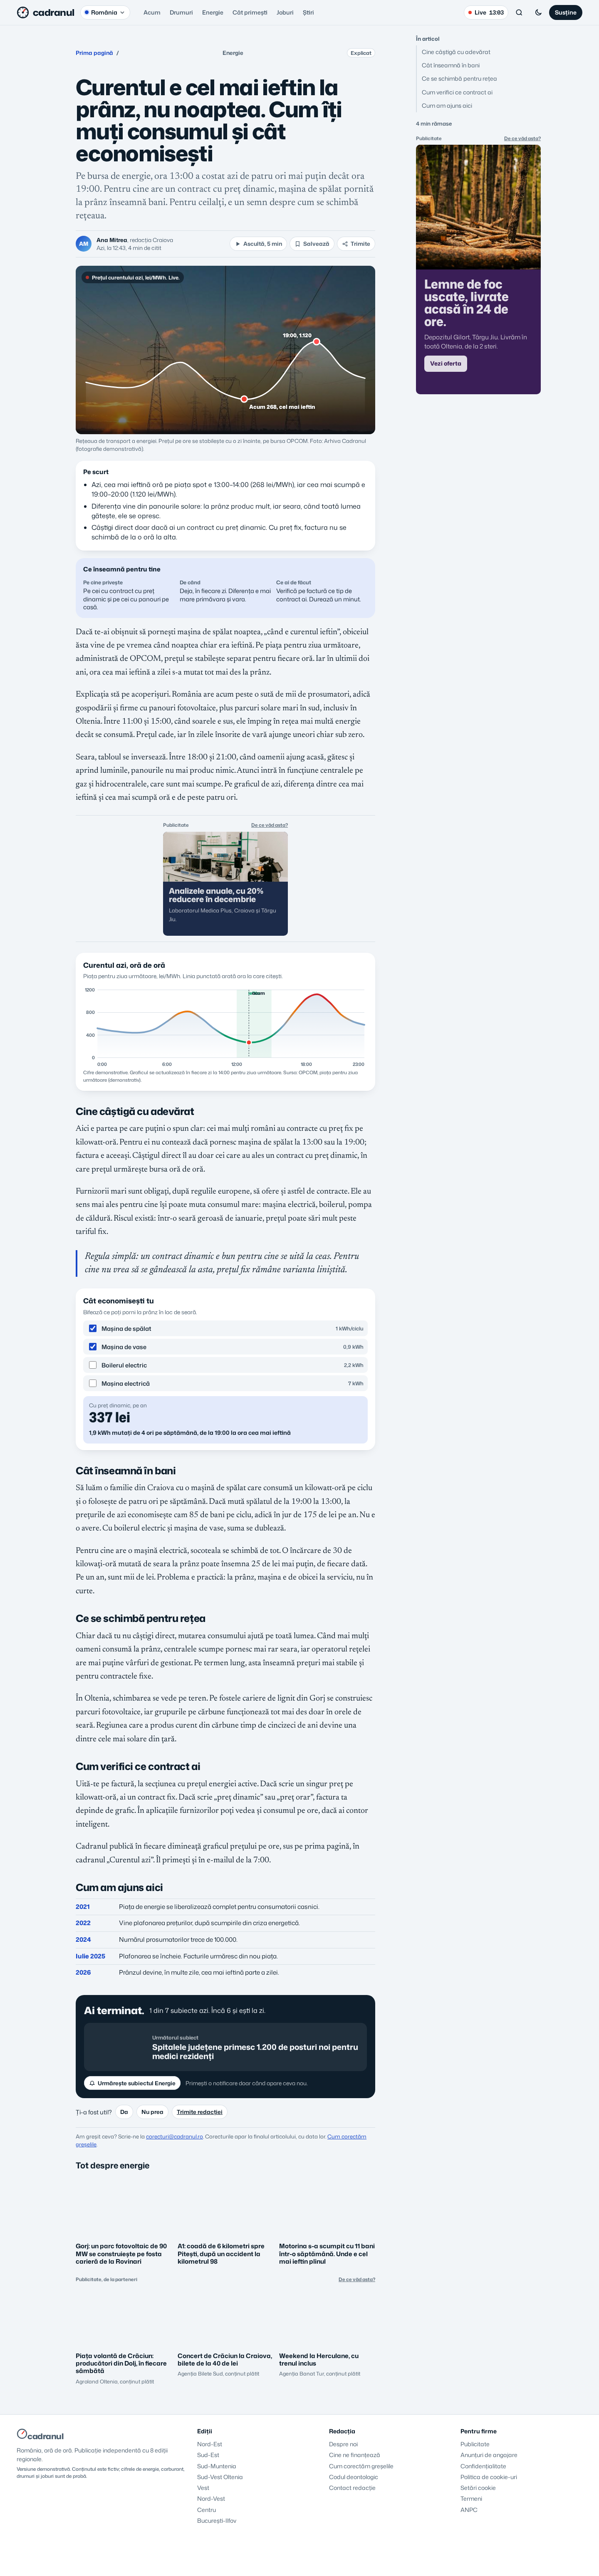 cadranul
România
Acum
Drumuri
Energie
Cât primești
Joburi
Știri
Live 13:03
Susține
Prima pagină /
Energie
Explicat
Curentul e cel mai ieftin la
prânz, nu noaptea. Cum îți
muți consumul și cât
economisești
Pe bursa de energie, ora 13:00 a costat azi de patru ori mai puțin decât ora
19:00. Pentru cine are un contract cu preț dinamic, mașina de spălat pornită
la prânz înseamnă bani. Pentru ceilalți, e un semn despre cum se schimbă
rețeaua.
AM
Ana Mitrea, redacția Craiova
Azi, la 12:43, 4 min de citit
Ascultă, 5 min
Salvează
Trimite
Prețul curentului azi, lei/MWh. Live.
19:00, 1.120
Acum 268, cel mai ieftin
Rețeaua de transport a energiei. Prețul pe ore se stabilește cu o zi înainte, pe bursa OPCOM. Foto: Arhiva Cadranul
(fotografie demonstrativă).
Pe scurt
Azi, cea mai ieftină oră pe piața spot e 13:00–14:00 (268 lei/MWh), iar cea mai scumpă e
19:00–20:00 (1.120 lei/MWh).
Diferența vine din panourile solare: la prânz produc mult, iar seara, când toată lumea
gătește, ele se opresc.
Câștigi direct doar dacă ai un contract cu preț dinamic. Cu preț fix, factura nu se
schimbă de la o oră la alta.
Ce înseamnă pentru tine
Pe cine privește
Pe cei cu contract cu preț
dinamic și pe cei cu panouri pe
casă.
De când
Deja, în fiecare zi. Diferența e mai
mare primăvara și vara.
Ce ai de făcut
Verifică pe factură ce tip de
contract ai. Durează un minut.
Dacă te-ai obișnuit să pornești mașina de spălat noaptea, „când e curentul ieftin”, obiceiul
ăsta vine de pe vremea când noaptea chiar era ieftină. Pe piața pentru ziua următoare,
administrată de OPCOM, prețul se stabilește separat pentru fiecare oră. Iar în ultimii doi
ani, ora cea mai ieftină a zilei s-a mutat tot mai des la prânz.
Explicația stă pe acoperișuri. România are acum peste o sută de mii de prosumatori, adică
gospodării și firme cu panouri fotovoltaice, plus parcuri solare mari în sud, inclusiv în
Oltenia. Între 11:00 și 15:00, când soarele e sus, ele împing în rețea mai multă energie
decât se consumă. Prețul cade, iar în zilele însorite de vară ajunge uneori chiar sub zero.
Seara, tabloul se inversează. Între 18:00 și 21:00, când oamenii ajung acasă, gătesc și
aprind luminile, panourile nu mai produc nimic. Atunci intră în funcțiune centralele pe
gaz și hidrocentralele, care sunt mai scumpe. Pe graficul de azi, diferența dintre cea mai
ieftină și cea mai scumpă oră e de peste patru ori.
Publicitate
De ce văd asta?
Analizele anuale, cu 20%
reducere în decembrie
Laboratorul Medica Plus, Craiova și Târgu
Jiu.
Curentul azi, oră de oră
Piața pentru ziua următoare, lei/MWh. Linia punctată arată ora la care citești.
1200
800
400
0
0:00
6:00
12:00
18:00
23:00
Cifre demonstrative. Graficul se actualizează în fiecare zi la 14:00 pentru ziua următoare. Sursa: OPCOM, piața pentru ziua
următoare (demonstrativ).
Cine câștigă cu adevărat
Aici e partea pe care puțini o spun clar: cei mai mulți români au contracte cu preț fix pe
kilowatt-oră. Pentru ei nu contează dacă pornesc mașina de spălat la 13:00 sau la 19:00;
factura e aceeași. Câștigul direct îl au doar cei care au ales un contract cu preț dinamic, în
care prețul urmărește bursa oră de oră.
Furnizorii mari sunt obligați, după regulile europene, să ofere și astfel de contracte. Ele au
sens mai ales pentru cine își poate muta consumul mare: mașina electrică, boilerul, pompa
de căldură. Riscul există: într-o seară geroasă de ianuarie, prețul poate sări mult peste
tariful fix.
Regula simplă: un contract dinamic e bun pentru cine se uită la ceas. Pentru
cine nu vrea să se gândească la asta, prețul fix rămâne varianta liniștită.
Cât economisești tu
Bifează ce poți porni la prânz în loc de seară.
Mașina de spălat
1 kWh/ciclu
Mașina de vase
0,9 kWh
Boilerul electric
2,2 kWh
Mașina electrică
7 kWh
Cu preț dinamic, pe an
337 lei
1,9 kWh mutați de 4 ori pe săptămână, de la 19:00 la ora cea mai ieftină
Cât înseamnă în bani
Să luăm o familie din Craiova cu o mașină de spălat care consumă un kilowatt-oră pe ciclu
și o folosește de patru ori pe săptămână. Dacă mută spălatul de la 19:00 la 13:00, la
prețurile de azi economisește cam 85 de bani pe ciclu, adică în jur de 175 de lei pe an. Nu e
o avere. Cu boilerul electric și mașina de vase, suma se dublează.
Pentru cine are o mașină electrică, socoteala se schimbă de tot. O încărcare de 30 de
kilowați-oră mutată de seara la prânz poate însemna 25 de lei mai puțin, de fiecare dată.
Pe un an, sunt mii de lei. Problema e practică: la prânz, mașina e de obicei la serviciu, nu în
curte.
Ce se schimbă pentru rețea
Chiar dacă tu nu câștigi direct, mutarea consumului ajută pe toată lumea. Când mai mulți
oameni consumă la prânz, centralele scumpe pornesc mai rar seara, iar operatorul rețelei
are mai puține vârfuri de gestionat. Pe termen lung, asta înseamnă prețuri mai stabile și
pentru contractele fixe.
În Oltenia, schimbarea se vede pe teren. Pe fostele cariere de lignit din Gorj se construiesc
parcuri fotovoltaice, iar grupurile pe cărbune funcționează tot mai des doar în orele de
seară. Regiunea care a produs curent din cărbune timp de cincizeci de ani devine una
dintre cele mai solare din țară.
Cum verifici ce contract ai
Uită-te pe factură, la secțiunea cu prețul energiei active. Dacă scrie un singur preț pe
kilowatt-oră, ai un contract fix. Dacă scrie „preț dinamic” sau „preț orar”, factura ta
depinde de grafic. În aplicațiile furnizorilor poți vedea și consumul pe ore, dacă ai contor
inteligent.
Cadranul publică în fiecare dimineață graficul prețului pe ore, sus pe prima pagină, în
cadranul „Curentul azi”. Îl primești și în e-mailul de la 7:00.
Cum am ajuns aici
2021
Piața de energie se liberalizează complet pentru consumatorii casnici.
2022
Vine plafonarea prețurilor, după scumpirile din criza energetică.
2024
Numărul prosumatorilor trece de 100.000.
Iulie 2025
Plafonarea se încheie. Facturile urmăresc din nou piața.
2026
Prânzul devine, în multe zile, cea mai ieftină parte a zilei.
Ai terminat.
1 din 7 subiecte azi. Încă 6 și ești la zi.
Următorul subiect
Spitalele județene primesc 1.200 de posturi noi pentru
medici rezidenți
Urmărește subiectul Energie
Primești o notificare doar când apare ceva nou.
Ți-a fost util?
Da
Nu prea
Trimite redacției
Am greșit ceva? Scrie-ne la corecturi@cadranul.ro. Corecturile apar la finalul articolului, cu data lor. Cum corectăm
greșelile.
Tot despre energie
Gorj: un parc fotovoltaic de 90
MW se construiește pe fosta
carieră de la Rovinari
A1: coadă de 6 kilometri spre
Pitești, după un accident la
kilometrul 98
Motorina s-a scumpit cu 11 bani
într-o săptămână. Unde e cel
mai ieftin plinul
Publicitate, de la parteneri
De ce văd asta?
Piața volantă de Crăciun:
producători din Dolj, în fiecare
sâmbătă
Agroland Oltenia, conținut plătit
Concert de Crăciun la Craiova,
bilete de la 40 de lei
Agenția Bilete Sud, conținut plătit
Weekend la Herculane, cu
trenul inclus
Agenția Banat Tur, conținut plătit
În articol
Cine câștigă cu adevărat
Cât înseamnă în bani
Ce se schimbă pentru rețea
Cum verifici ce contract ai
Cum am ajuns aici
4 min rămase
Publicitate
De ce văd asta?
Lemne de foc
uscate, livrate
acasă în 24 de
ore.
Depozitul Gilort, Târgu Jiu. Livrăm în
toată Oltenia, de la 2 steri.
Vezi oferta
cadranul
România, oră de oră. Publicație independentă cu 8 ediții
regionale.
Versiune demonstrativă. Conținutul este fictiv; cifrele de energie, cantusare,
drumuri și joburi sunt de probă.
Ediții
Nord-Est
Sud-Est
Sud-Muntenia
Sud-Vest Oltenia
Vest
Nord-Vest
Centru
București-Ilfov
Redacția
Despre noi
Cine ne finanțează
Cum corectăm greșelile
Codul deontologic
Contact redacție
Pentru firme
Publicitate
Anunțuri de angajare
Confidențialitate
Politica de cookie-uri
Setări cookie
Termeni
ANPC